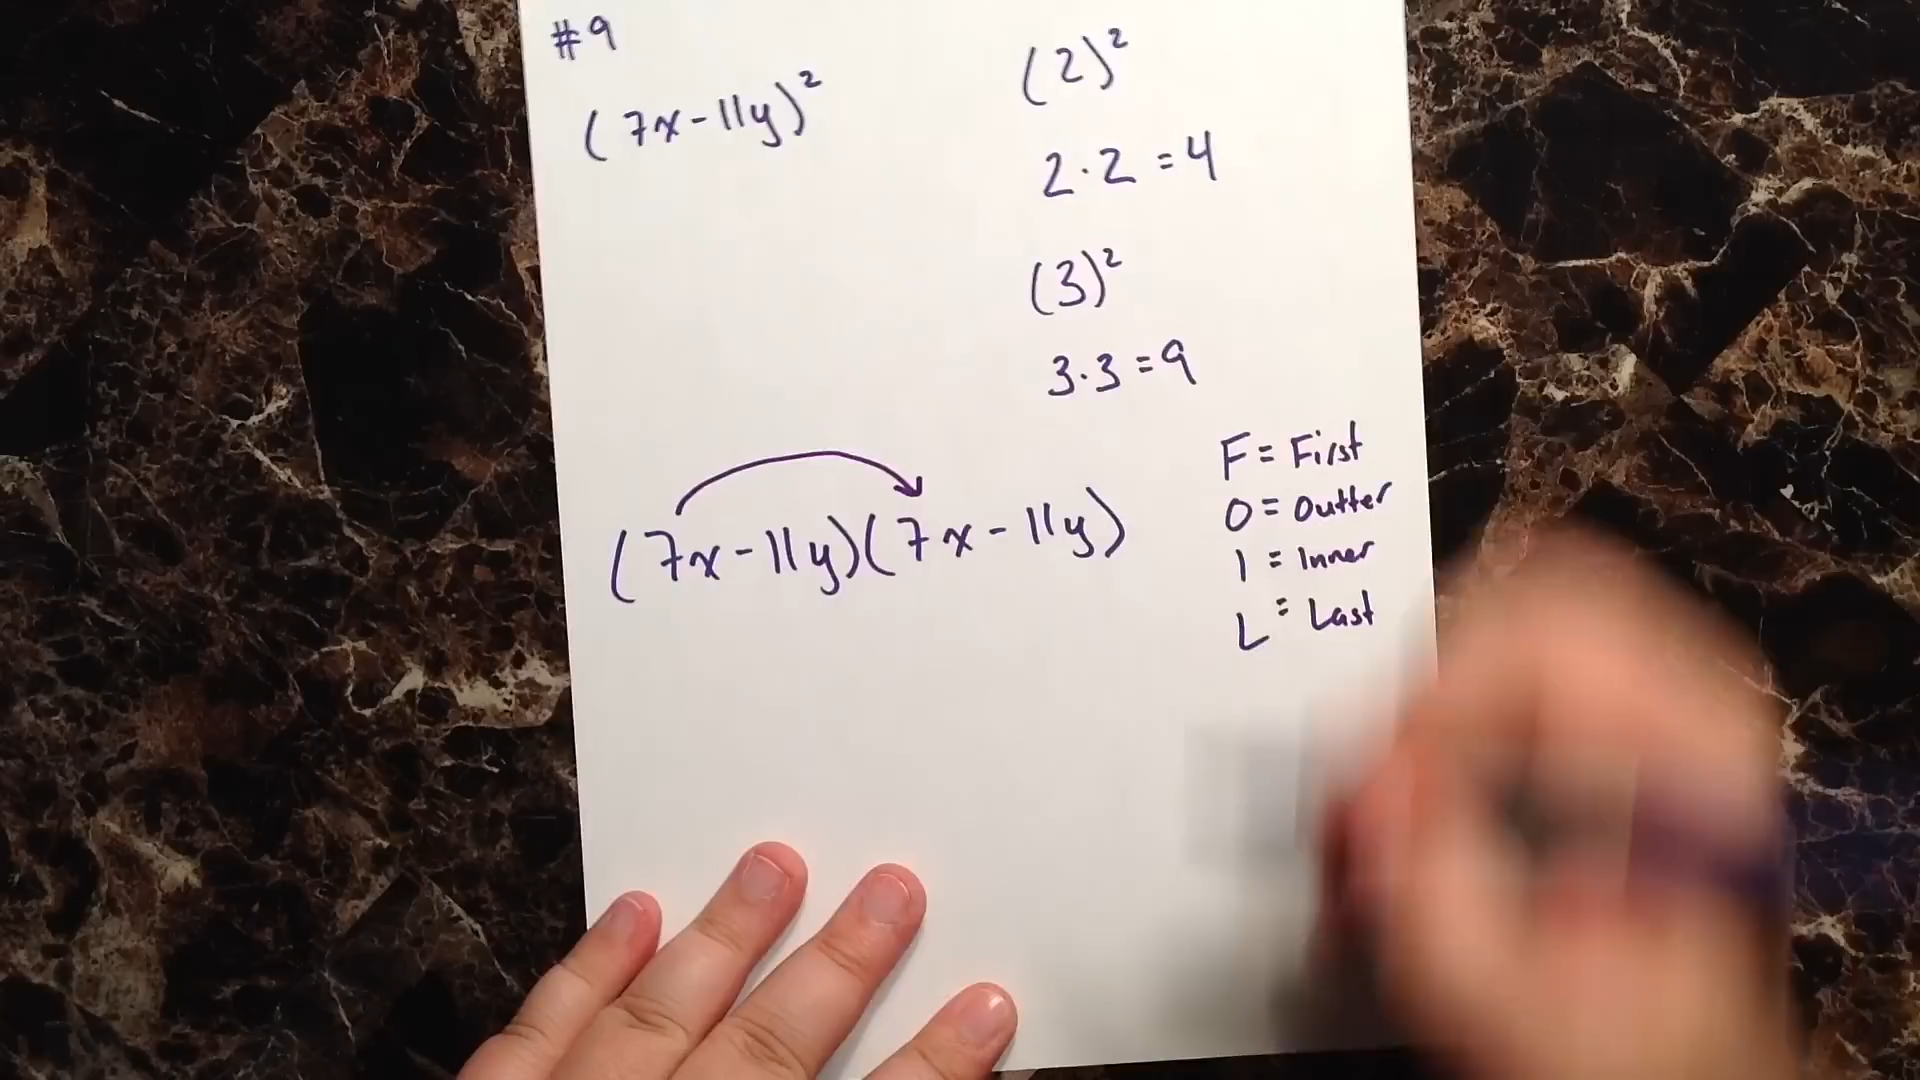 #9
(7x-11y)²
(2)²
2·2=4
(3)²
3·3=9
F= First
O= Outter
I = Inner
L = Last
(7x-11y)(7x-11y)